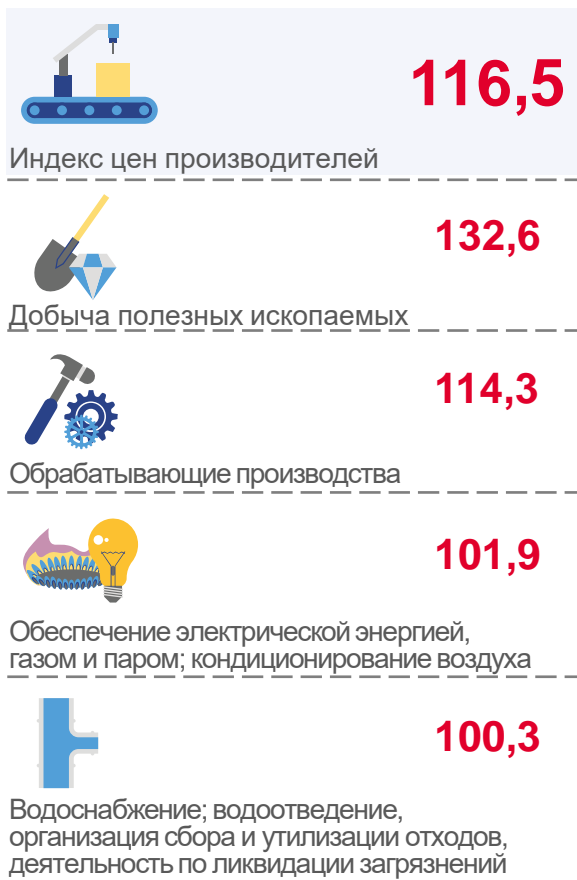 116,5
Индекс цен производителей
132,6
Добыча полезных ископаемых
114,3
Обрабатывающие производства
101,9
Обеспечение электрической энергией,
газом и паром; кондиционирование воздуха
100,3
Водоснабжение; водоотведение,
организация сбора и утилизации отходов,
деятельность по ликвидации загрязнений